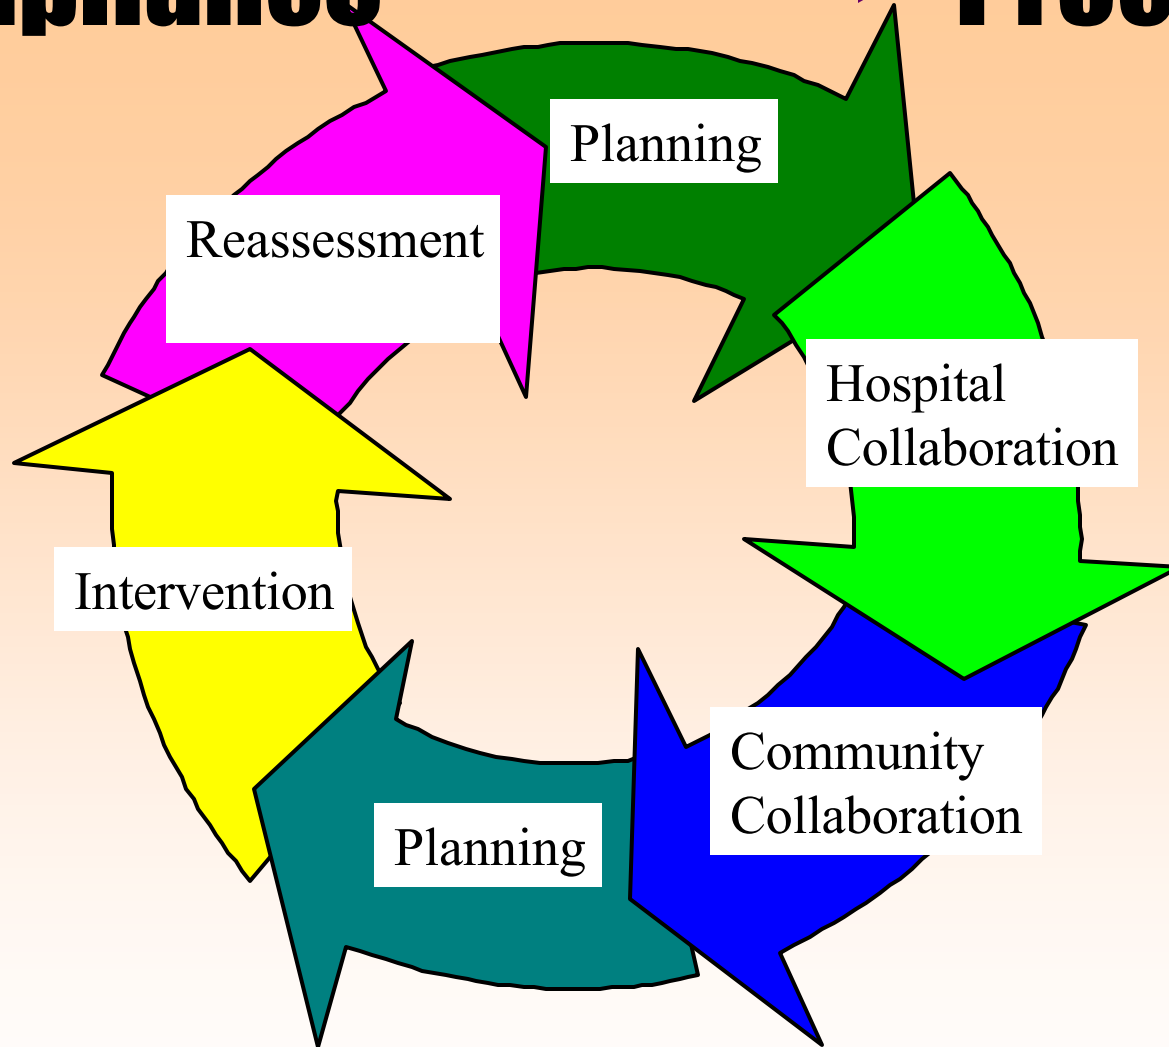 Planning
Reassessment
Hospital
Collaboration
Intervention
Community
Collaboration
Planning